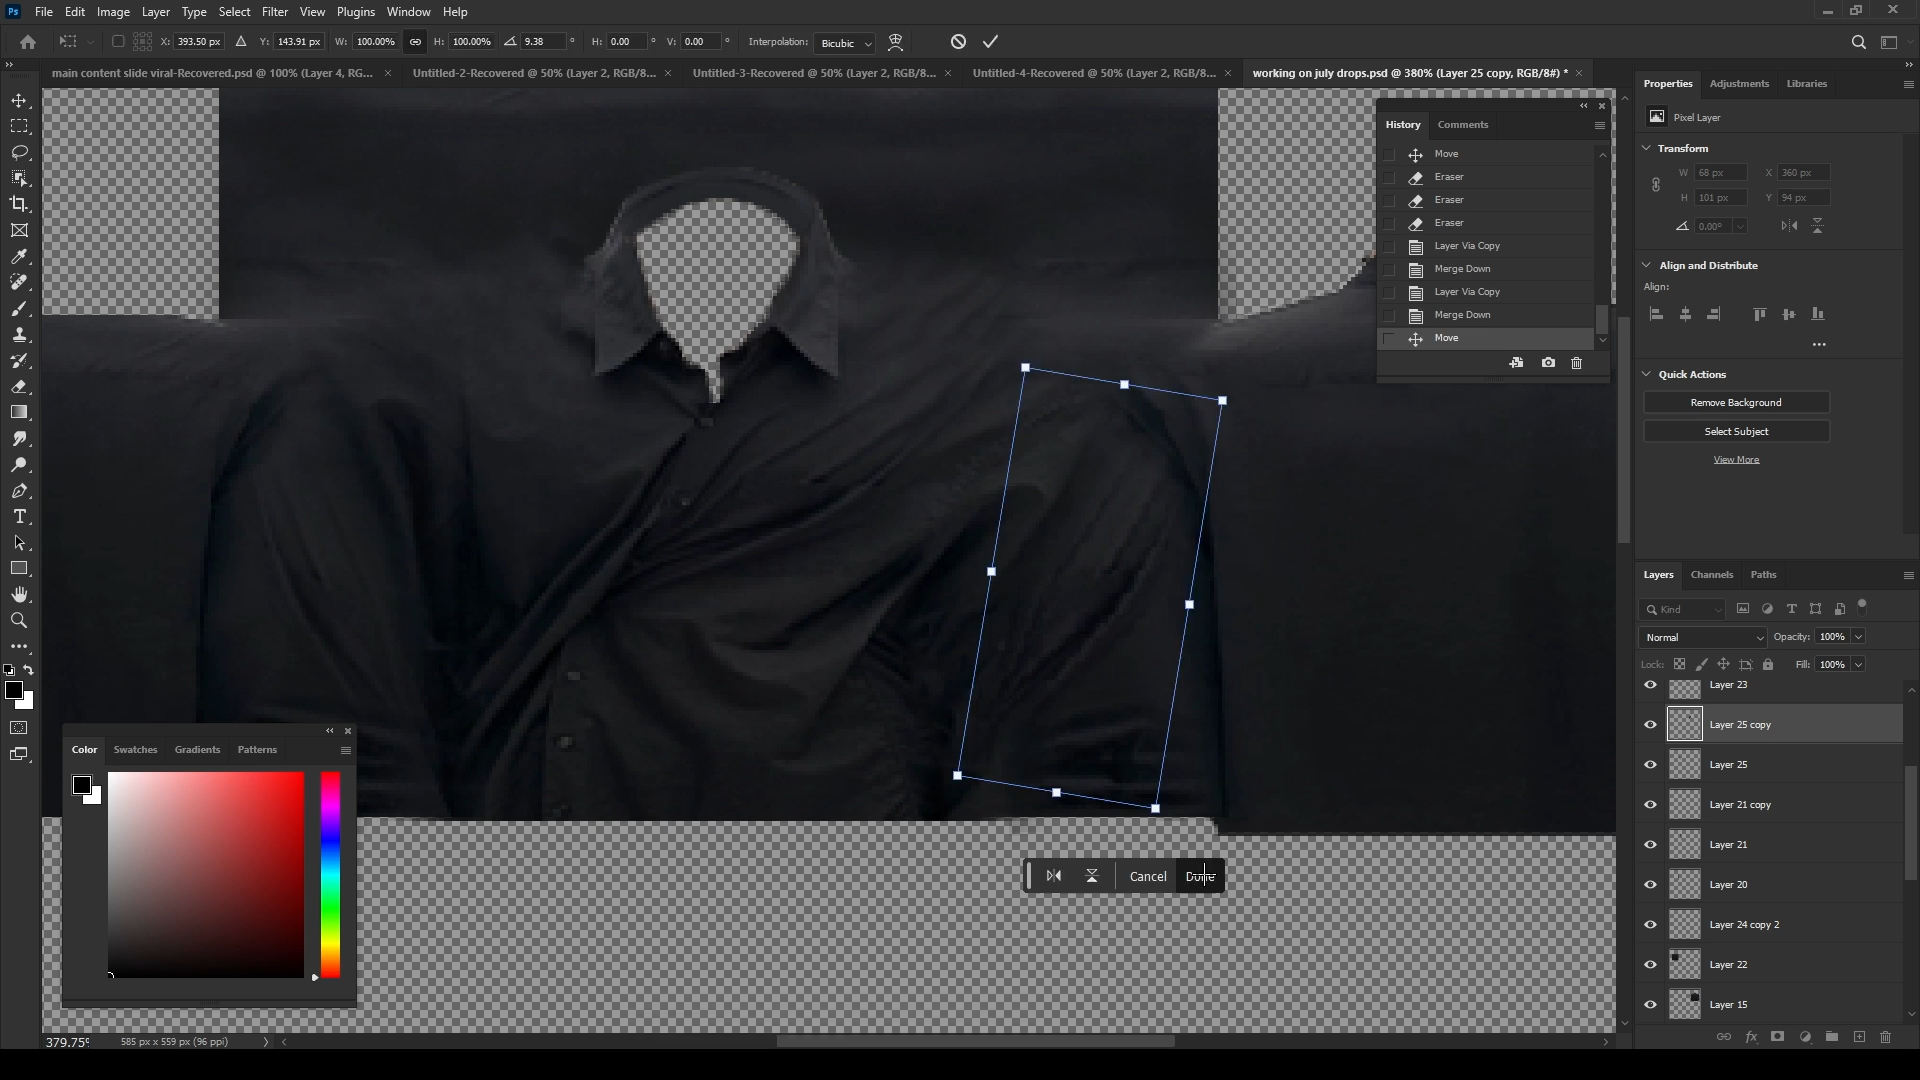 Ps File Edit Image Layer Type Select Filter View Plugins Window Help
X: 393.50 px Y: 143.91 px W: 100.00% H: 100.00% 9.38 ° H: 0.00 ° V: 0.00 ° Interpolation: Bicubic
main content slide viral-Recovered.psd @ 100% (Layer 4, RG... × Untitled-2-Recovered @ 50% (Layer 2, RGB/8... × Untitled-3-Recovered @ 50% (Layer 2, RGB/8... × Untitled-4-Recovered @ 50% (Layer 2, RGB/8... × working on july drops.psd @ 380% (Layer 25 copy, RGB/8#) * ×
History Comments
Move
Eraser
Eraser
Eraser
Layer Via Copy
Merge Down
Layer Via Copy
Merge Down
Move
Properties Adjustments Libraries
Pixel Layer
Transform
W 68 px X 360 px
H 101 px Y 94 px
0.00°
Align and Distribute
Align:
Quick Actions
Remove Background
Select Subject
View More
Layers Channels Paths
Kind
Normal Opacity: 100%
Lock: Fill: 100%
Layer 23
Layer 25 copy
Layer 25
Layer 21 copy
Layer 21
Layer 20
Layer 24 copy 2
Layer 22
Layer 15
Color Swatches Gradients Patterns
Cancel Done
379.75% 585 px x 559 px (96 ppi)